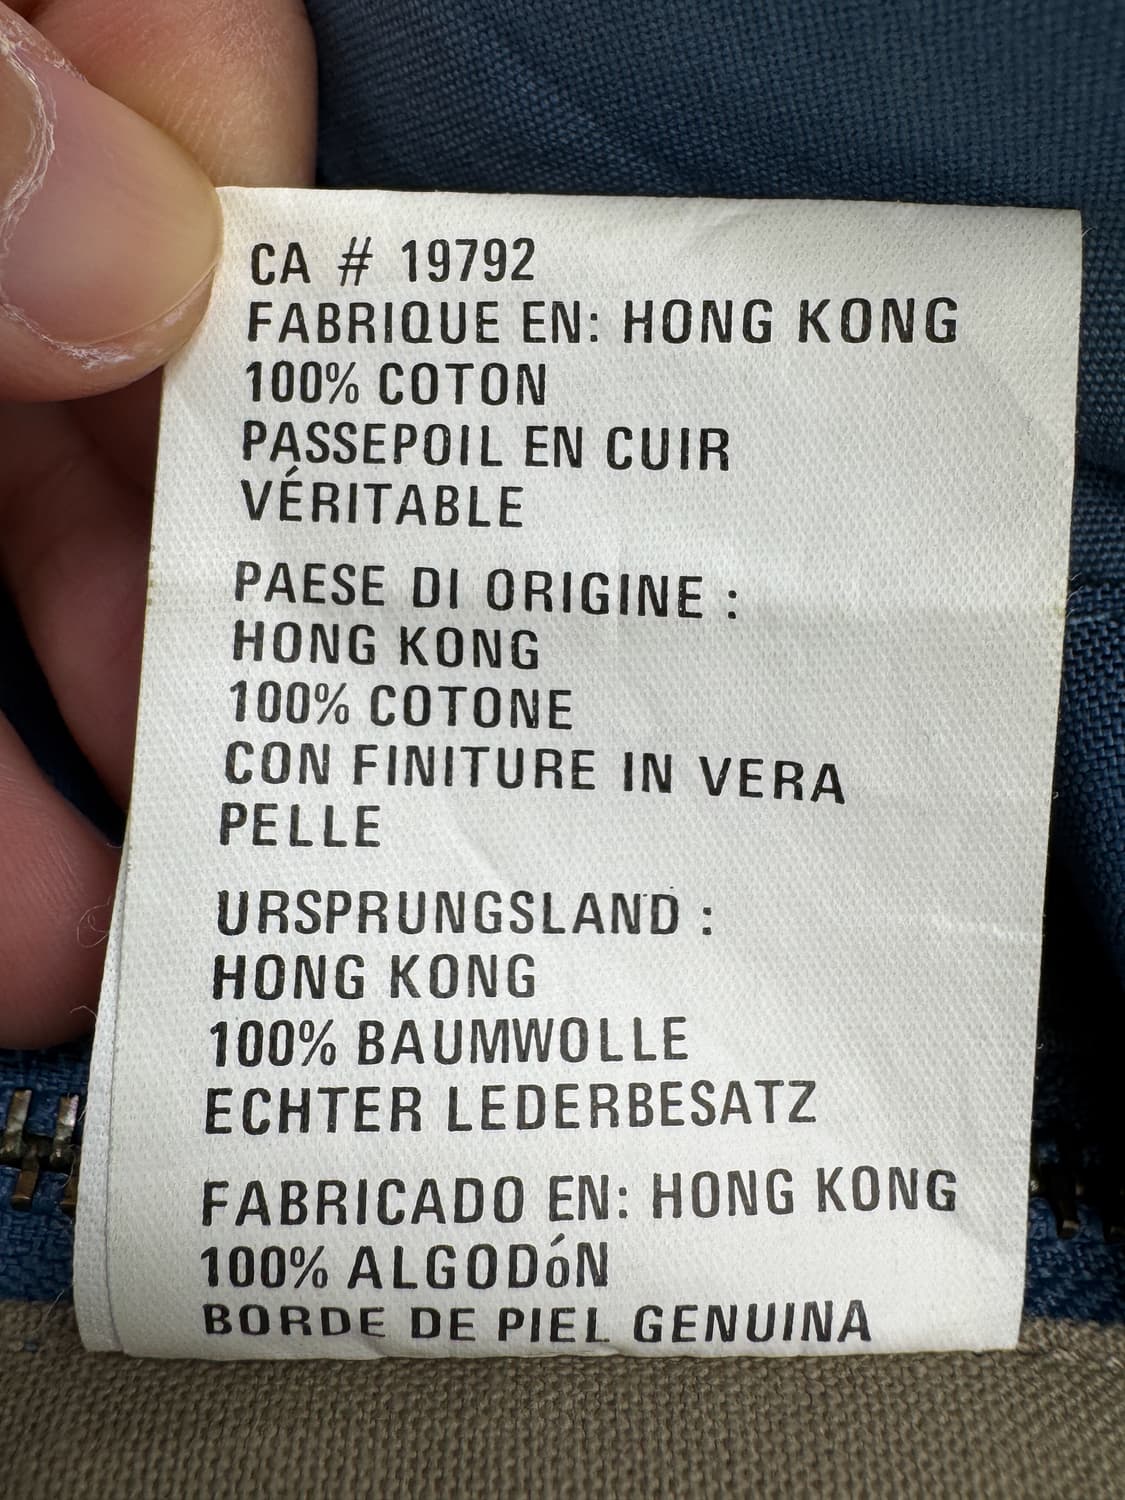 CA # 19792
FABRIQUE EN: HONG KONG
100% COTON
PASSEPOIL EN CUIR
VÉRITABLE
PAESE DI ORIGINE :
HONG KONG
100% COTONE
CON FINITURE IN VERA
PELLE
URSPRUNGSLAND :
HONG KONG
100% BAUMWOLLE
ECHTER LEDERBESATZ
FABRICADO EN: HONG KONG
100% ALGODóN
BORDE DE PIEL GENUINA